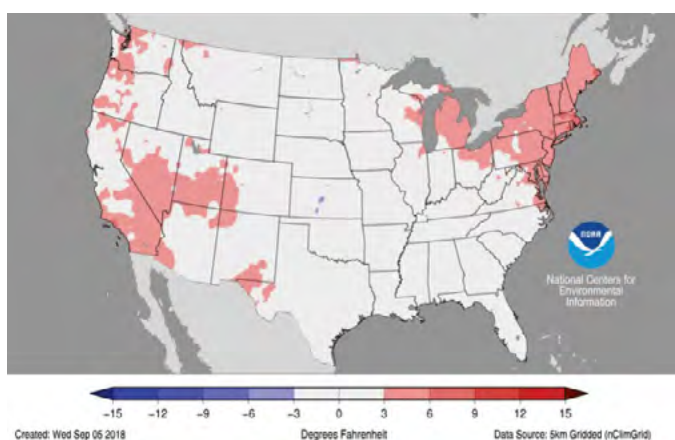 NOAA
National Centers for
Environmental
Information
-15 -12 -9 -6 -3 0 3 6 9 12 15
Created: Wed Sep 05 2018 Degrees Fahrenheit Data Source: 5km Gridded (nClimGrid)